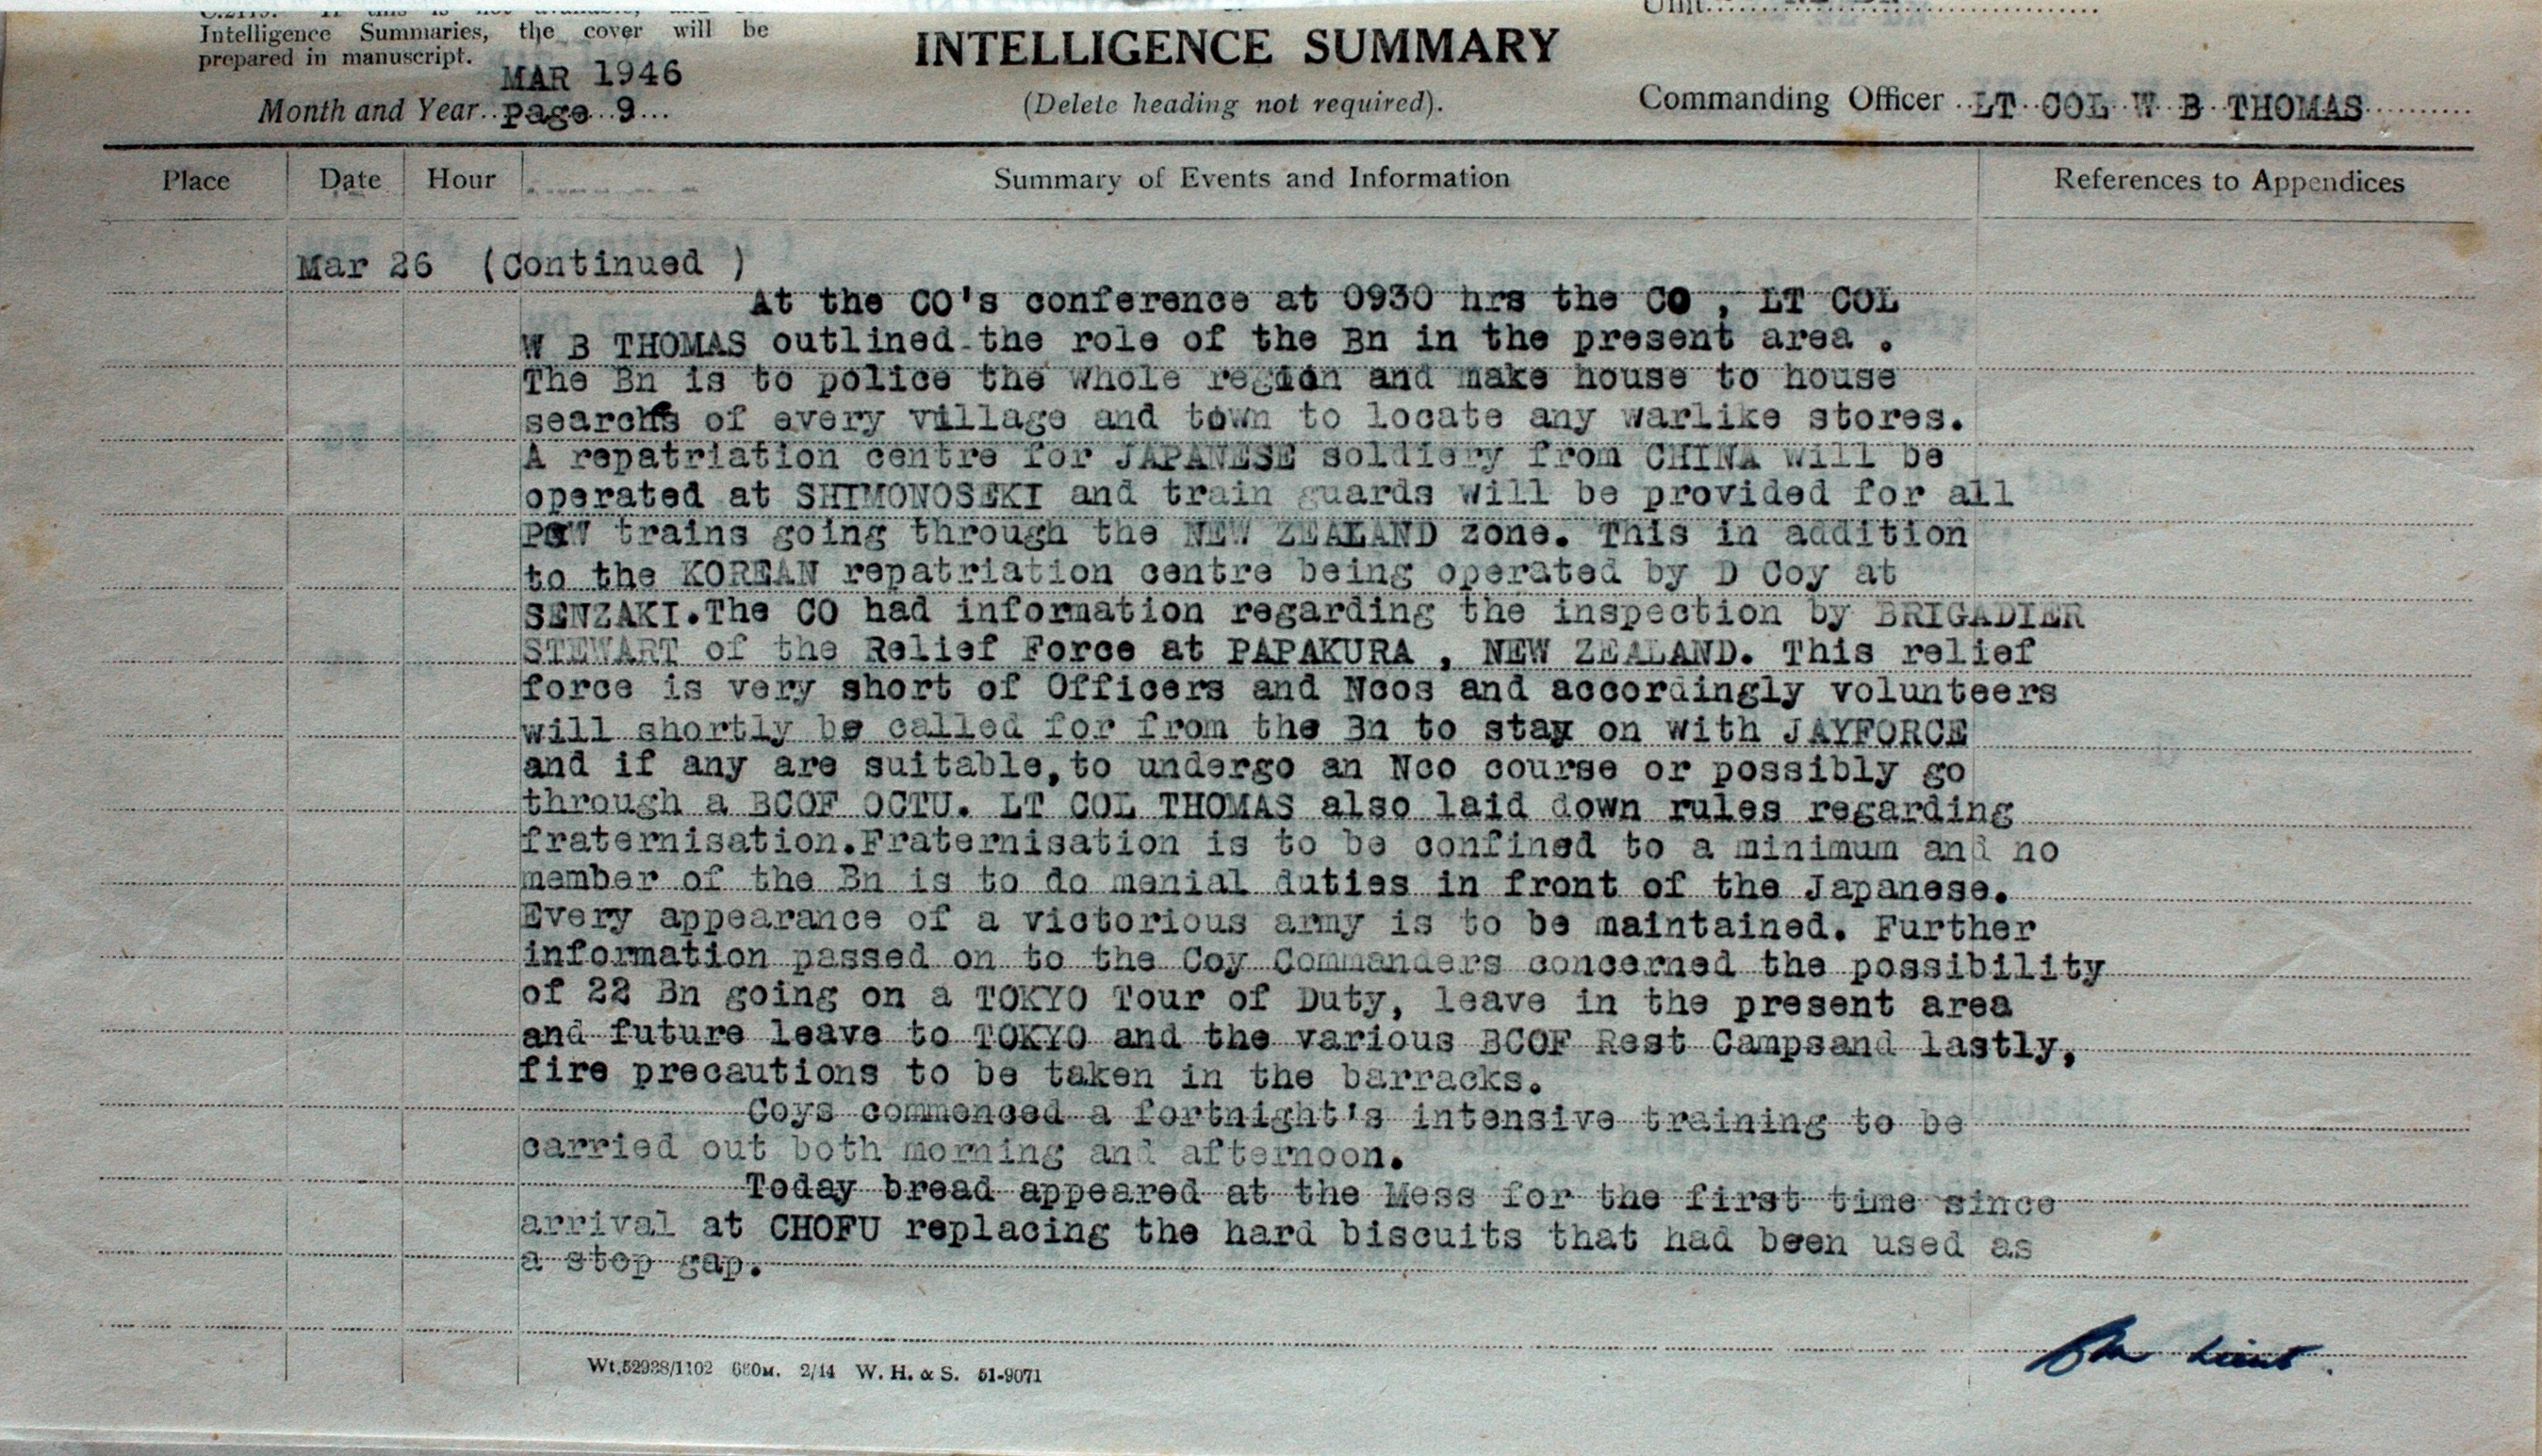 Unit
Intelligence Summaries, the cover will be
prepared in manuscript.
INTELLIGENCE SUMMARY
MAR 1946
Month and Year.. page 9...
(Delete heading not required).
Commanding Officer ..LT COL W B THOMAS
Place Date Hour Summary of Events and Information References to Appendices
Mar 26 (Continued )
At the CO's conference at 0930 hrs the CO , LT COL
W B THOMAS outlined the role of the Bn in the present area .
The Bn is to police the whole region and make house to house
searchs of every village and town to locate any warlike stores.
A repatriation centre for JAPANESE soldiery from CHINA will be
operated at SHIMONOSEKI and train guards will be provided for all
POW trains going through the NEW ZEALAND zone. This in addition
to the KOREAN repatriation centre being operated by D Coy at
SENZAKI.The CO had information regarding the inspection by BRIGADIER
STEWART of the Relief Force at PAPAKURA , NEW ZEALAND. This relief
force is very short of Officers and Ncos and accordingly volunteers
will shortly be called for from the Bn to stay on with JAYFORCE
and if any are suitable,to undergo an Nco course or possibly go
through a BCOF OCTU. LT COL THOMAS also laid down rules regarding
fraternisation.Fraternisation is to be confined to a minimum and no
member of the Bn is to do menial duties in front of the Japanese.
Every appearance of a victorious army is to be maintained. Further
information passed on to the Coy Commanders concerned the possibility
of 22 Bn going on a TOKYO Tour of Duty, leave in the present area
and future leave to TOKYO and the various BCOF Rest Campsand lastly,
fire precautions to be taken in the barracks.
Coys commenced a fortnight's intensive training to be
carried out both morning and afternoon.
Today bread appeared at the Mess for the first time since
arrival at CHOFU replacing the hard biscuits that had been used as
a stop gap.
Lieut.
Wt.52938/1102 660M. 2/44 W. H. & S. 51-9071